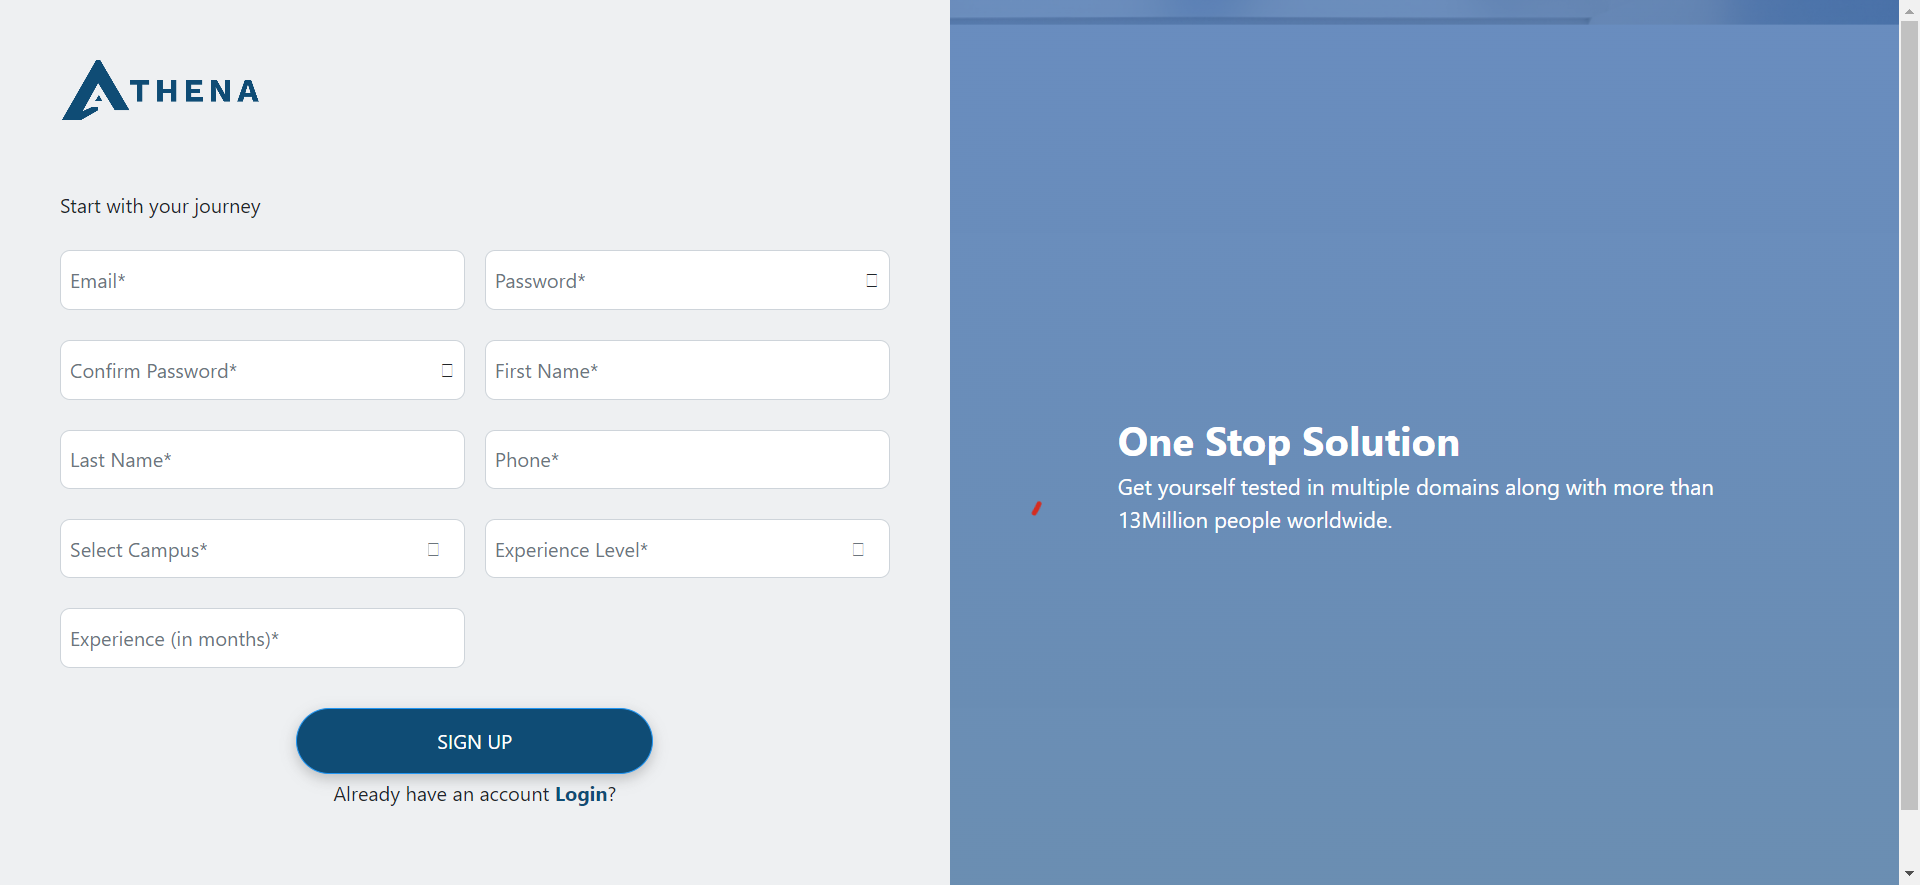 ATHENA
Start with your journey
Email*
Password*
Confirm Password*
First Name*
Last Name*
Phone*
Select Campus*
Experience Level*
Experience (in months)*
SIGN UP
Already have an account Login?
One Stop Solution
Get yourself tested in multiple domains along with more than
13Million people worldwide.